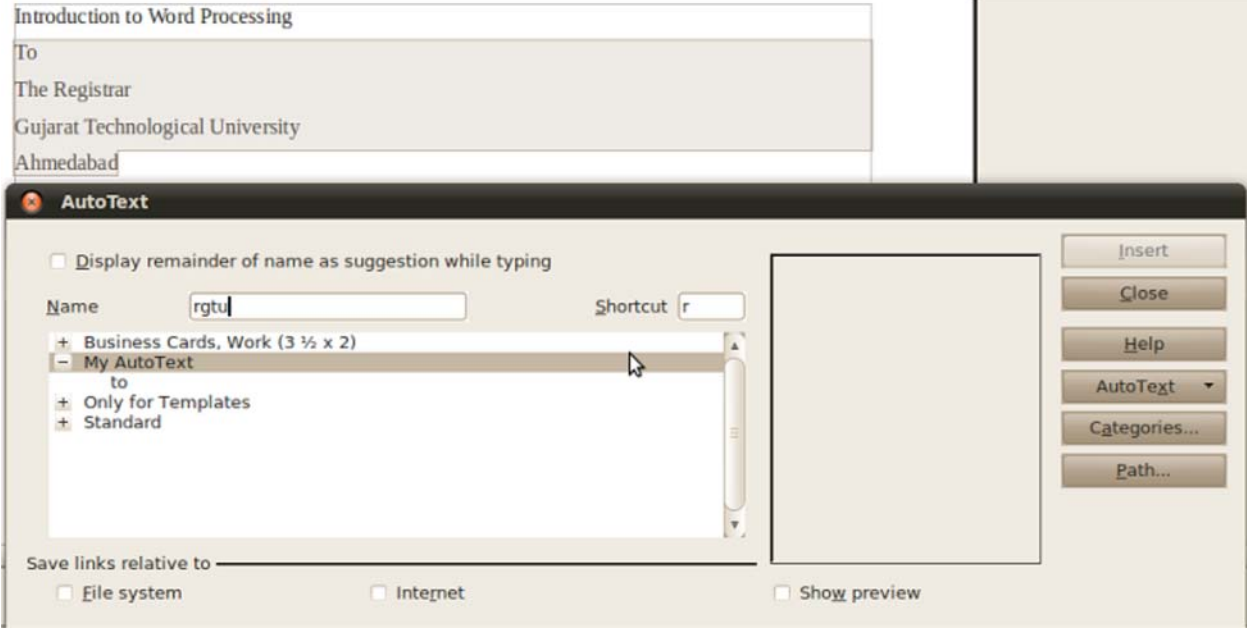 Introduction to Word Processing
To
The Registrar
Gujarat Technological University
Ahmedabad
AutoText
Display remainder of name as suggestion while typing
Name rgtu Shortcut r
+ Business Cards, Work (3 ½ x 2)
− My AutoText
to
+ Only for Templates
+ Standard
Insert
Close
Help
AutoText
Categories...
Path...
Save links relative to
File system Internet Show preview